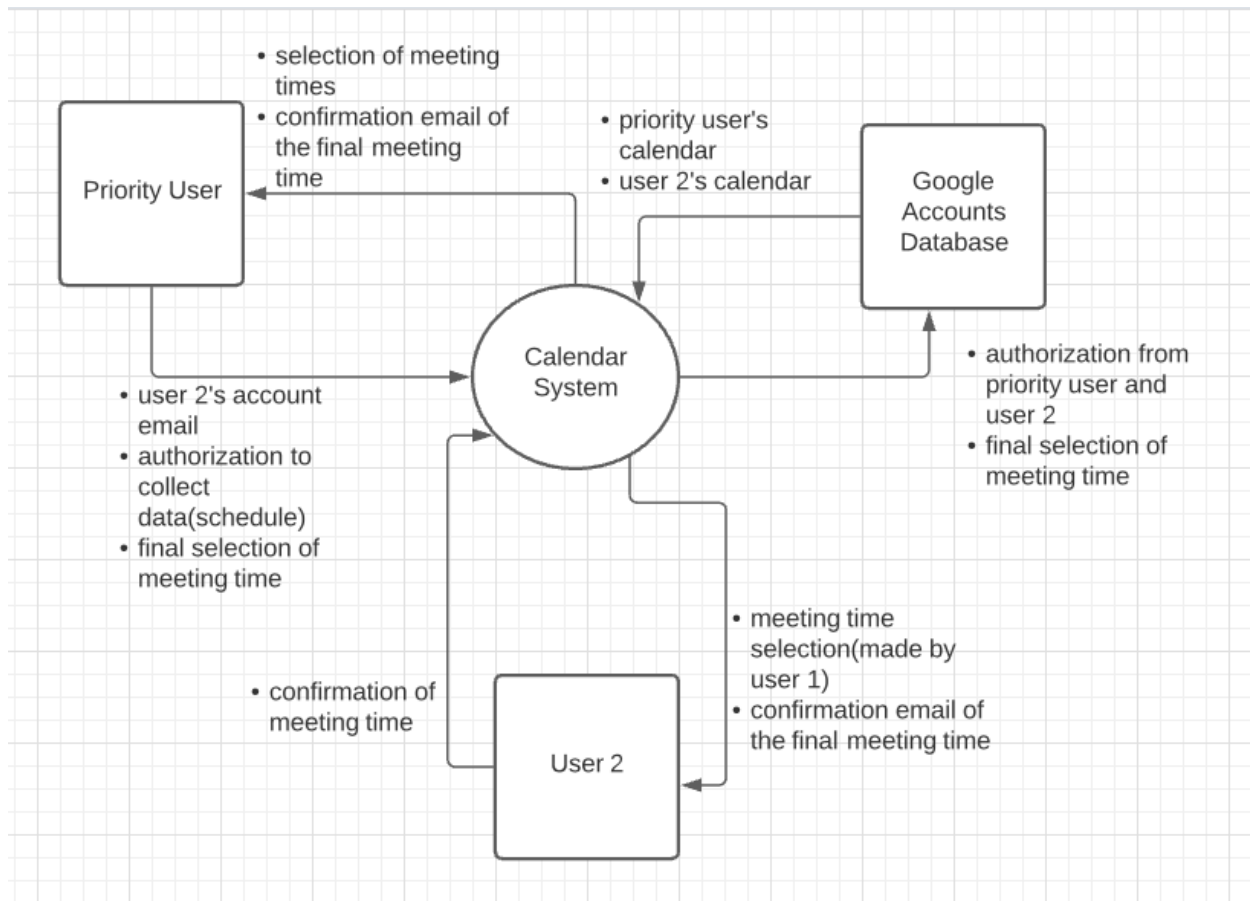 • selection of meeting
times
• confirmation email of
the final meeting
time
Priority User
• priority user's
calendar
• user 2's calendar
Google
Accounts
Database
Calendar
System
• authorization from
priority user and
user 2
• final selection of
meeting time
• user 2's account
email
• authorization to
collect
data(schedule)
• final selection of
meeting time
• meeting time
selection(made by
user 1)
• confirmation email of
the final meeting time
• confirmation of
meeting time
User 2